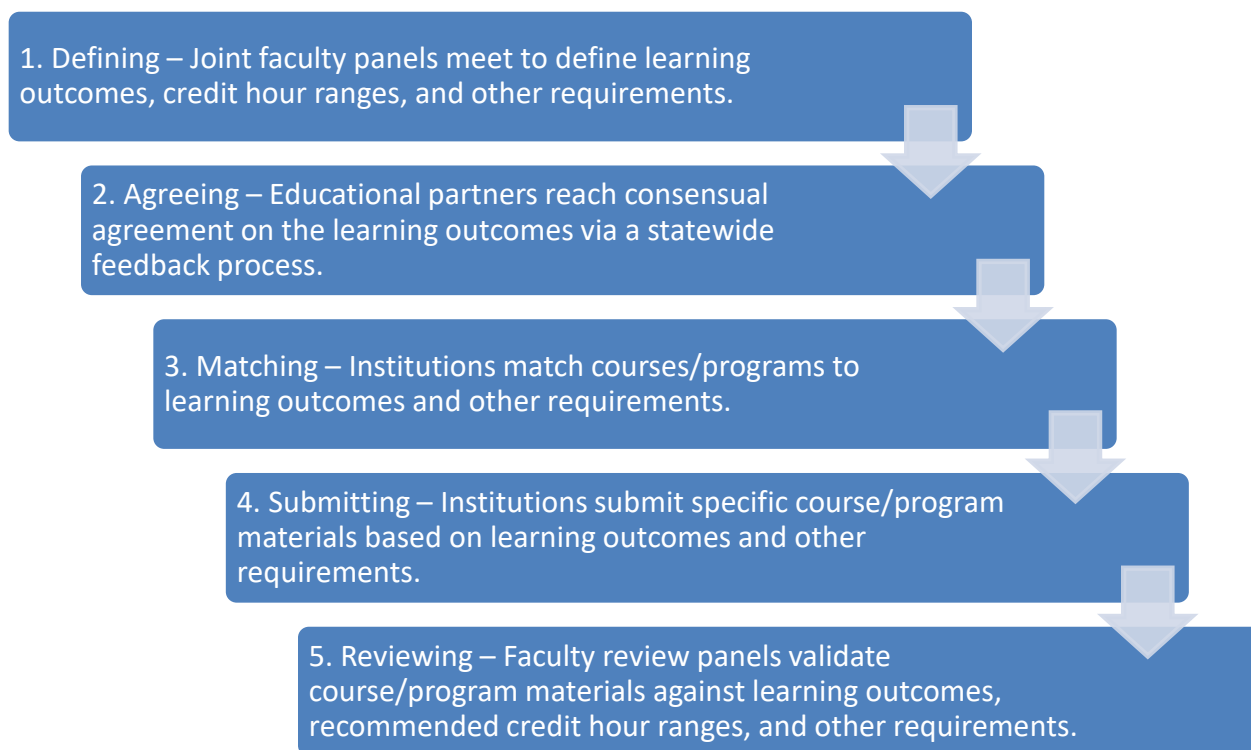 1. Defining – Joint faculty panels meet to define learning
outcomes, credit hour ranges, and other requirements.
2. Agreeing – Educational partners reach consensual
agreement on the learning outcomes via a statewide
feedback process.
3. Matching – Institutions match courses/programs to
learning outcomes and other requirements.
4. Submitting – Institutions submit specific course/program
materials based on learning outcomes and other
requirements.
5. Reviewing – Faculty review panels validate
course/program materials against learning outcomes,
recommended credit hour ranges, and other requirements.